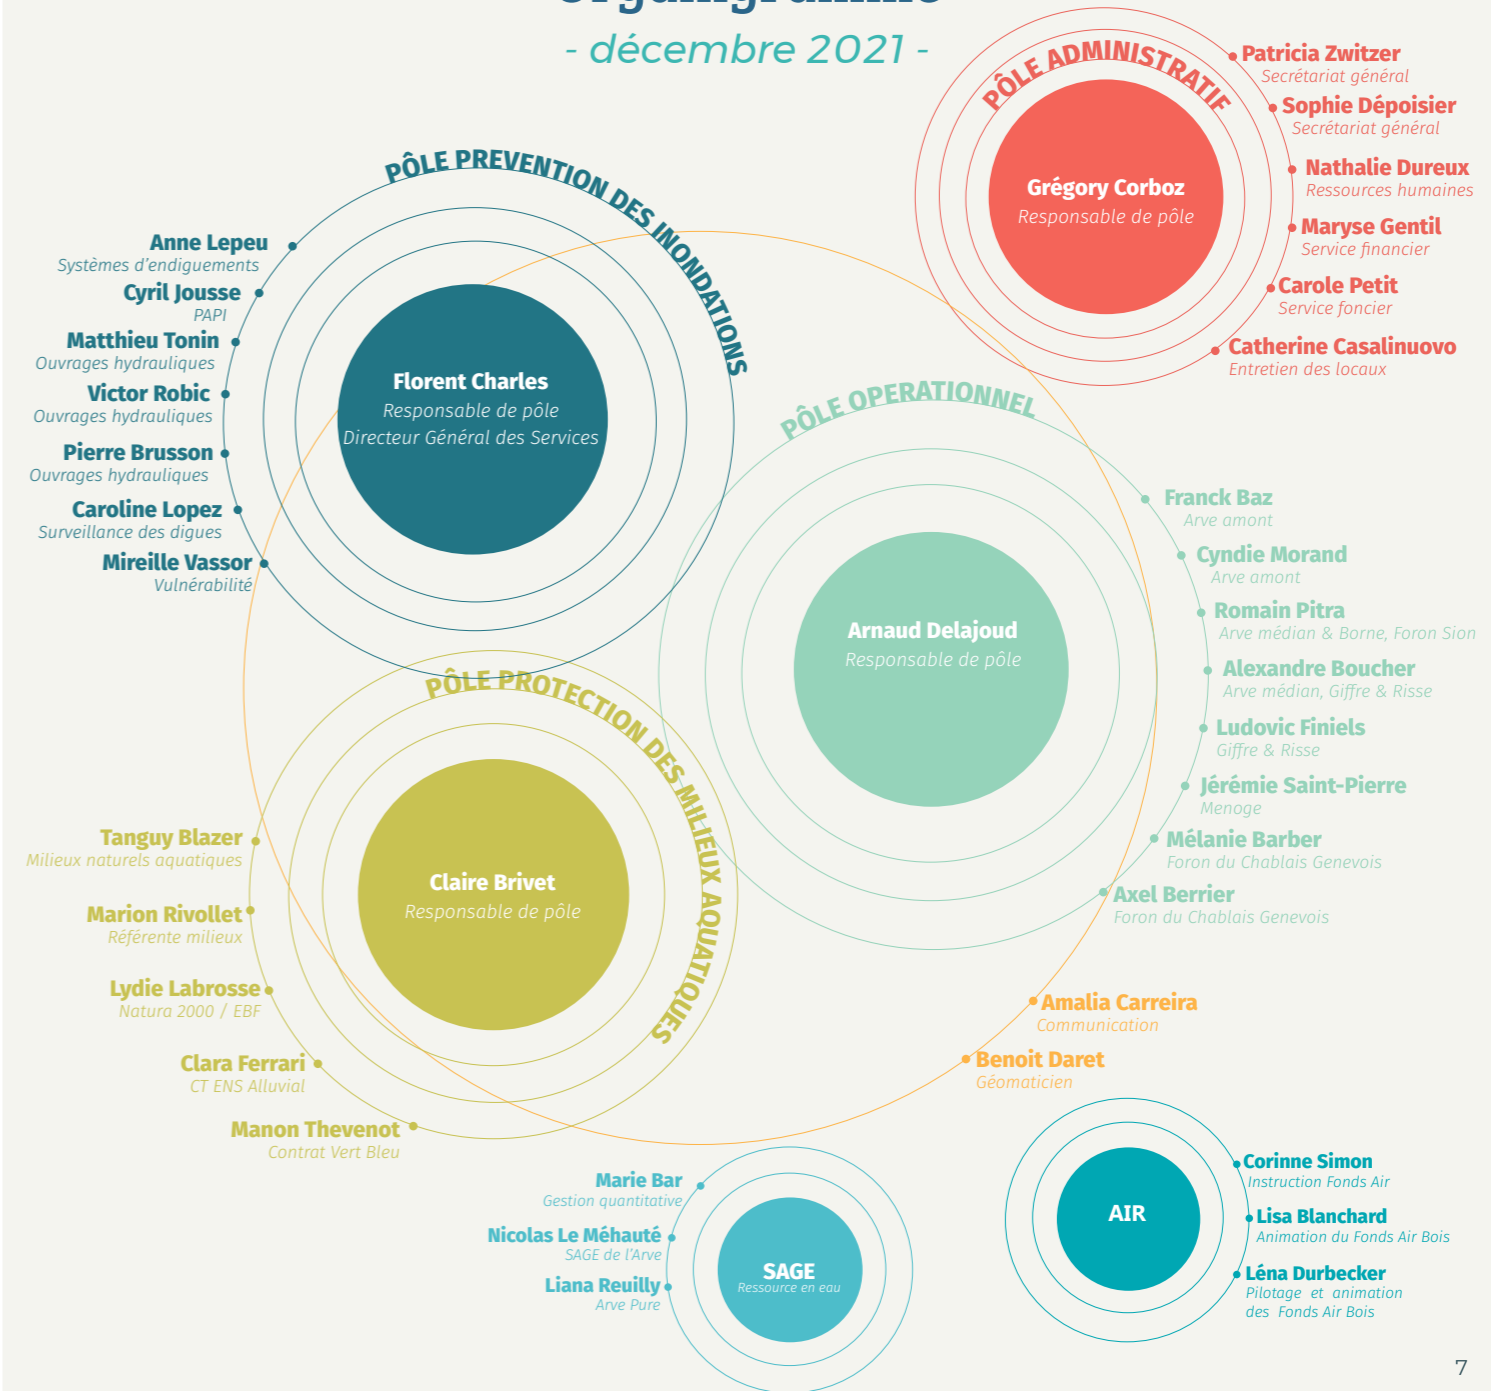 organigramme
- décembre 2021 -
PÔLE ADMINISTRATIF
Grégory Corboz
Responsable de pôle
Patricia Zwitzer
Secrétariat général
Sophie Dépoisier
Secrétariat général
Nathalie Dureux
Ressources humaines
Maryse Gentil
Service financier
Carole Petit
Service foncier
Catherine Casalinuovo
Entretien des locaux
PÔLE PREVENTION DES INONDATIONS
Florent Charles
Responsable de pôle
Directeur Général des Services
Anne Lepeu
Systèmes d'endiguements
Cyril Jousse
PAPI
Matthieu Tonin
Ouvrages hydrauliques
Victor Robic
Ouvrages hydrauliques
Pierre Brusson
Ouvrages hydrauliques
Caroline Lopez
Surveillance des digues
Mireille Vassor
Vulnérabilité
PÔLE OPERATIONNEL
Arnaud Delajoud
Responsable de pôle
Franck Baz
Arve amont
Cyndie Morand
Arve amont
Romain Pitra
Arve médian & Borne, Foron Sion
Alexandre Boucher
Arve médian, Giffre & Risse
Ludovic Finiels
Giffre & Risse
Jérémie Saint-Pierre
Menoge
Mélanie Barber
Foron du Chablais Genevois
Axel Berrier
Foron du Chablais Genevois
PÔLE PROTECTION DES MILIEUX AQUATIQUES
Claire Brivet
Responsable de pôle
Tanguy Blazer
Milieux naturels aquatiques
Marion Rivollet
Référente milieux
Lydie Labrosse
Natura 2000 / EBF
Clara Ferrari
CT ENS Alluvial
Manon Thevenot
Contrat Vert Bleu
Amalia Carreira
Communication
Benoit Daret
Géomaticien
Marie Bar
Gestion quantitative
Nicolas Le Méhauté
SAGE de l'Arve
Liana Reuilly
Arve Pure
SAGE
Ressource en eau
AIR
Corinne Simon
Instruction Fonds Air
Lisa Blanchard
Animation du Fonds Air Bois
Léna Durbecker
Pilotage et animation
des Fonds Air Bois
7